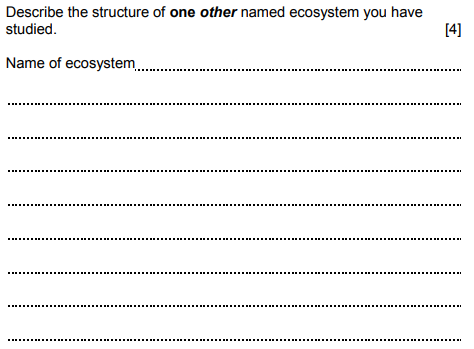 Describe the structure of one other named ecosystem you have
studied. [4]
Name of ecosystem